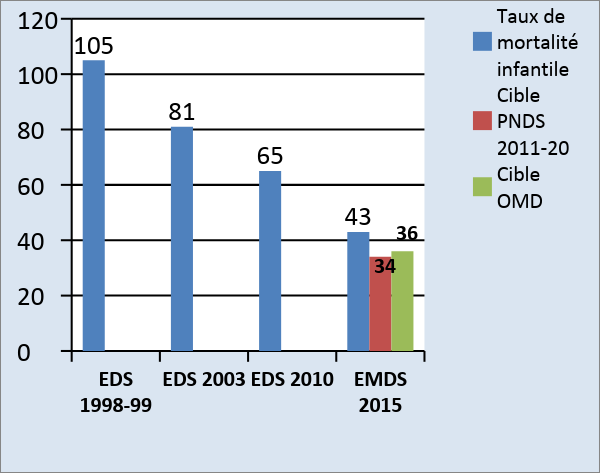 120
100
80
60
40
20
0
105
81
65
43
34
36
EDS
1998-99
EDS 2003
EDS 2010
EMDS
2015
Taux de
mortalité
infantile
Cible
PNDS
2011-20
Cible
OMD